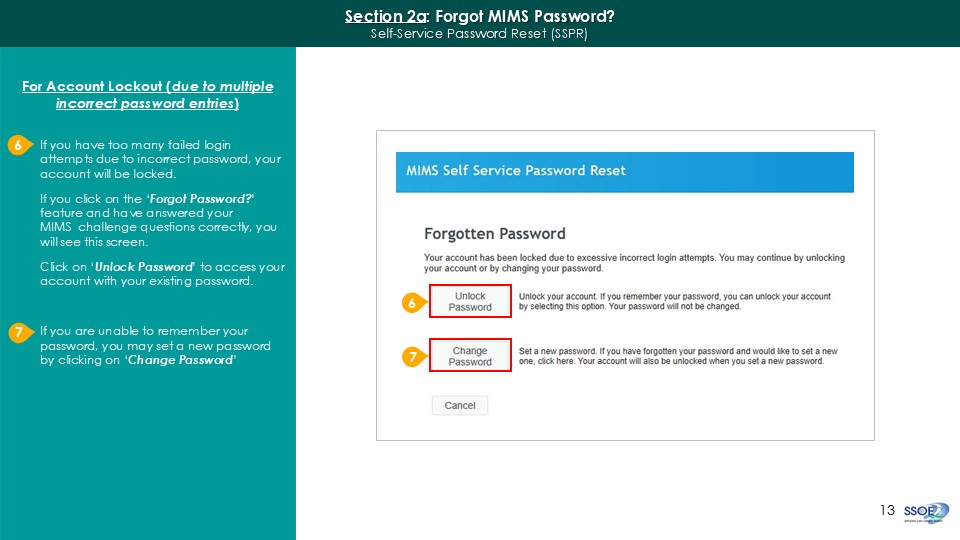 Section 2a: Forgot MIMS Password?
Self-Service Password Reset (SSPR)
For Account Lockout (due to multiple
incorrect password entries)
6
If you have too many failed login
attempts due to incorrect password, your
account will be locked.
If you click on the ‘Forgot Password?’
feature and have answered your
MIMS challenge questions correctly, you
will see this screen.
Click on ‘Unlock Password’ to access your
account with your existing password.
7
If you are unable to remember your
password, you may set a new password
by clicking on ‘Change Password’
MIMS Self Service Password Reset
Forgotten Password
Your account has been locked due to excessive incorrect login attempts. You may continue by unlocking
your account or by changing your password.
6
Unlock
Password
Unlock your account. If you remember your password, you can unlock your account
by selecting this option. Your password will not be changed.
7
Change
Password
Set a new password. If you have forgotten your password and would like to set a new
one, click here. Your account will also be unlocked when you set a new password.
Cancel
13
SSOE2